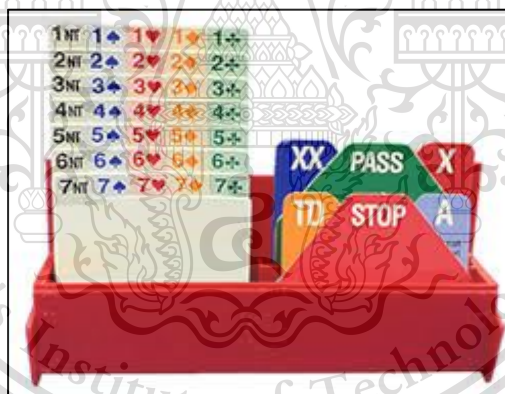 1NT 1♠ 1♥ 1♦ 1♣
2NT 2♠ 2♥ 2♦ 2♣
3NT 3♠ 3♥ 3♦ 3♣
4NT 4♠ 4♥ 4♦ 4♣
5NT 5♠ 5♥ 5♦ 5♣
6NT 6♠ 6♥ 6♦ 6♣
7NT 7♠ 7♥ 7♦ 7♣
XX PASS X
TD STOP A
Institute of Technolo